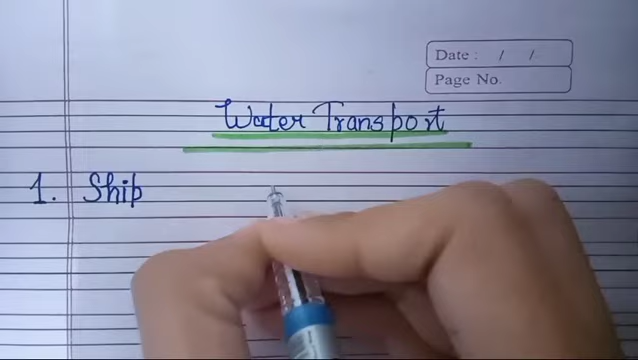 Date : / /
Page No.
Water Transport
1. Ship